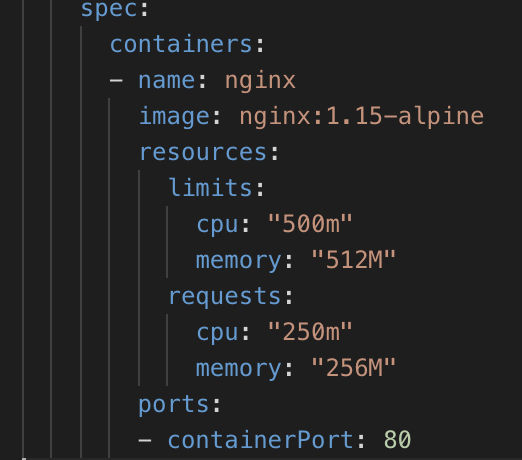 spec:
containers:
- name: nginx
image: nginx:1.15-alpine
resources:
limits:
cpu: "500m"
memory: "512M"
requests:
cpu: "250m"
memory: "256M"
ports:
- containerPort: 80